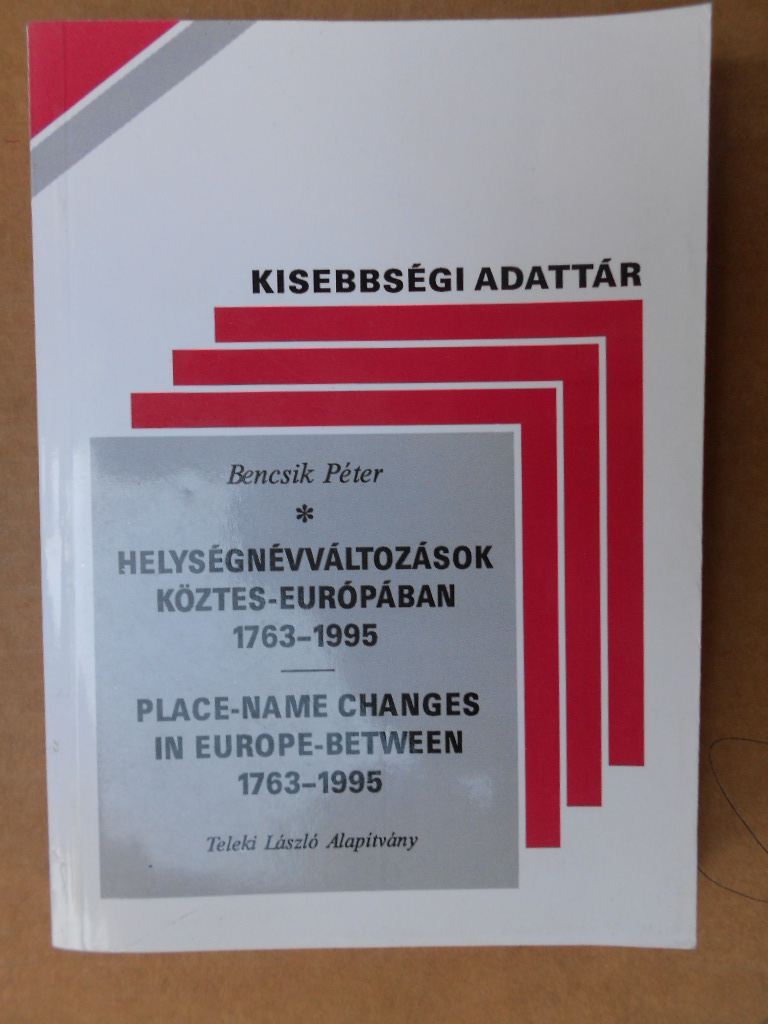 KISEBBSÉGI ADATTÁR
Bencsik Péter
*
HELYSÉGNÉVVÁLTOZÁSOK
KÖZTES-EURÓPÁBAN
1763–1995
PLACE-NAME CHANGES
IN EUROPE-BETWEEN
1763–1995
Teleki László Alapítvány